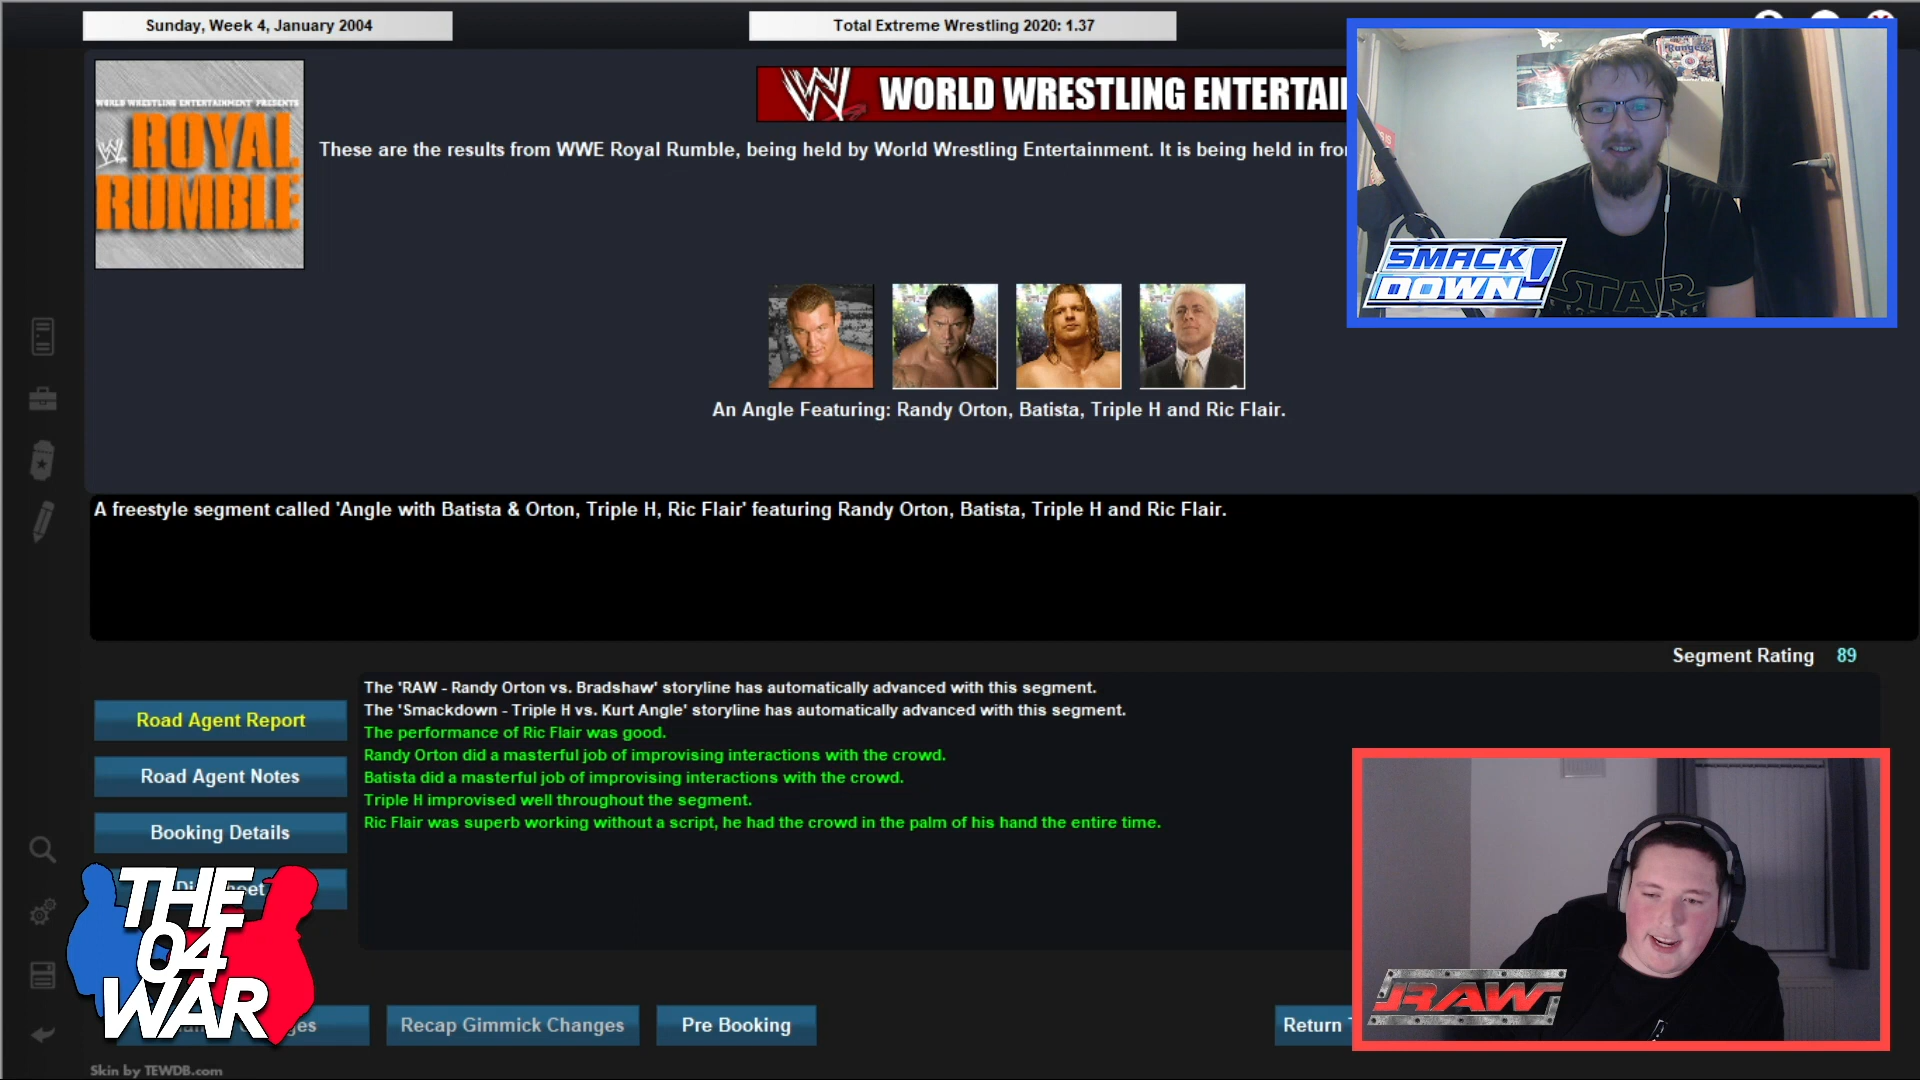 Sunday, Week 4, January 2004
Total Extreme Wrestling 2020: 1.37
WORLD WRESTLING ENTERTAINMENT PRESENTS
ROYAL
RUMBLE
WORLD WRESTLING ENTERTAI
These are the results from WWE Royal Rumble, being held by World Wrestling Entertainment. It is being held in fro
SMACK
DOWN!
STAR
An Angle Featuring: Randy Orton, Batista, Triple H and Ric Flair.
A freestyle segment called 'Angle with Batista & Orton, Triple H, Ric Flair' featuring Randy Orton, Batista, Triple H and Ric Flair.
Segment Rating 89
The 'RAW - Randy Orton vs. Bradshaw' storyline has automatically advanced with this segment.
The 'Smackdown - Triple H vs. Kurt Angle' storyline has automatically advanced with this segment.
The performance of Ric Flair was good.
Randy Orton did a masterful job of improvising interactions with the crowd.
Batista did a masterful job of improvising interactions with the crowd.
Triple H improvised well throughout the segment.
Ric Flair was superb working without a script, he had the crowd in the palm of his hand the entire time.
Road Agent Report
Road Agent Notes
Booking Details
THE
04
WAR
Recap Gimmick Changes
Pre Booking
Return
RAW
Skin by TEWDB.com